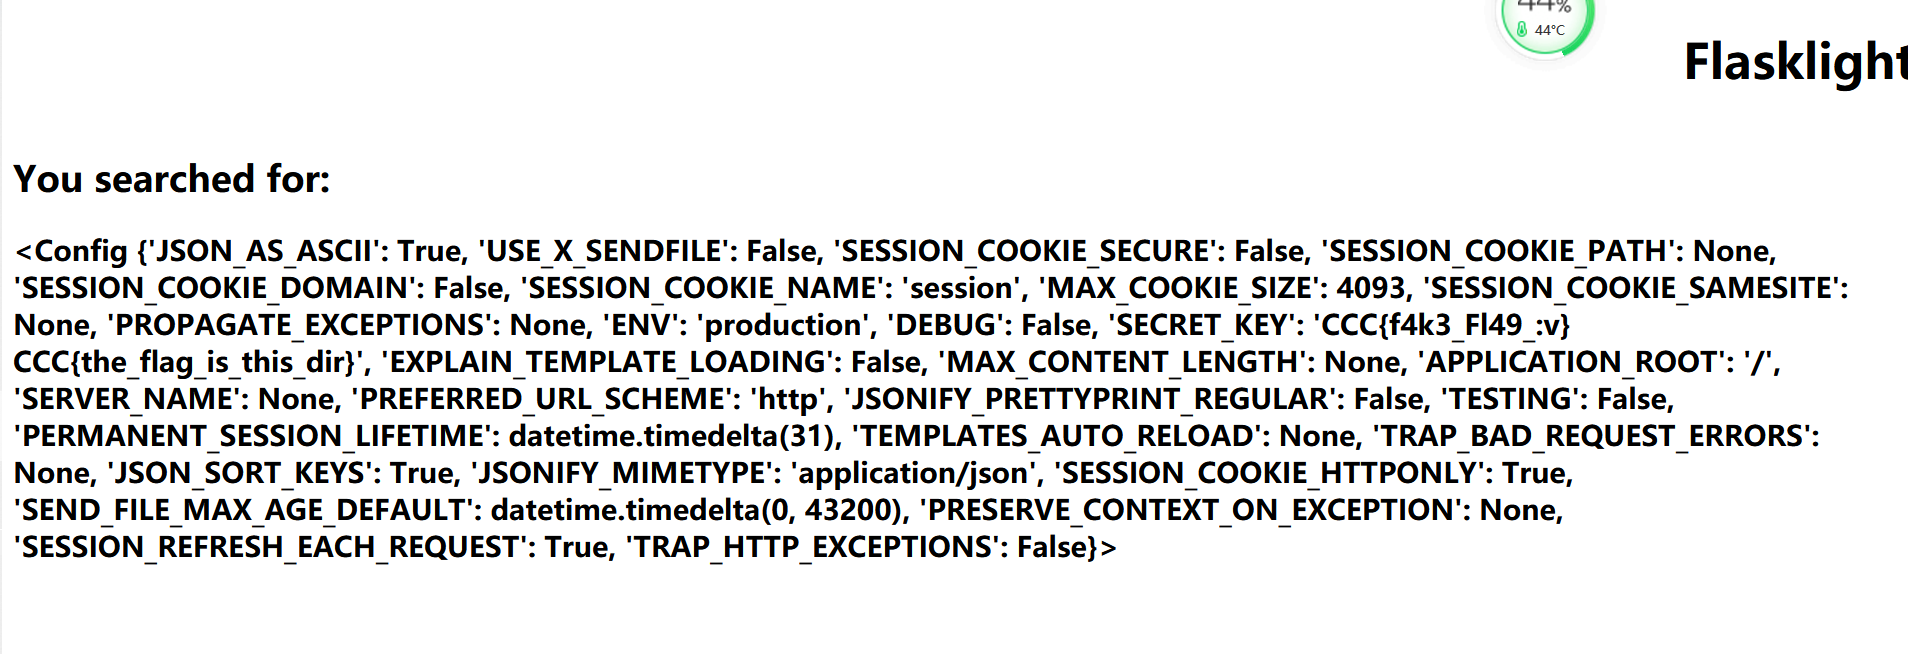 44%
44°C
Flasklight
You searched for:
<Config {'JSON_AS_ASCII': True, 'USE_X_SENDFILE': False, 'SESSION_COOKIE_SECURE': False, 'SESSION_COOKIE_PATH': None,
'SESSION_COOKIE_DOMAIN': False, 'SESSION_COOKIE_NAME': 'session', 'MAX_COOKIE_SIZE': 4093, 'SESSION_COOKIE_SAMESITE':
None, 'PROPAGATE_EXCEPTIONS': None, 'ENV': 'production', 'DEBUG': False, 'SECRET_KEY': 'CCC{f4k3_Fl49_:v}
CCC{the_flag_is_this_dir}', 'EXPLAIN_TEMPLATE_LOADING': False, 'MAX_CONTENT_LENGTH': None, 'APPLICATION_ROOT': '/',
'SERVER_NAME': None, 'PREFERRED_URL_SCHEME': 'http', 'JSONIFY_PRETTYPRINT_REGULAR': False, 'TESTING': False,
'PERMANENT_SESSION_LIFETIME': datetime.timedelta(31), 'TEMPLATES_AUTO_RELOAD': None, 'TRAP_BAD_REQUEST_ERRORS':
None, 'JSON_SORT_KEYS': True, 'JSONIFY_MIMETYPE': 'application/json', 'SESSION_COOKIE_HTTPONLY': True,
'SEND_FILE_MAX_AGE_DEFAULT': datetime.timedelta(0, 43200), 'PRESERVE_CONTEXT_ON_EXCEPTION': None,
'SESSION_REFRESH_EACH_REQUEST': True, 'TRAP_HTTP_EXCEPTIONS': False}>